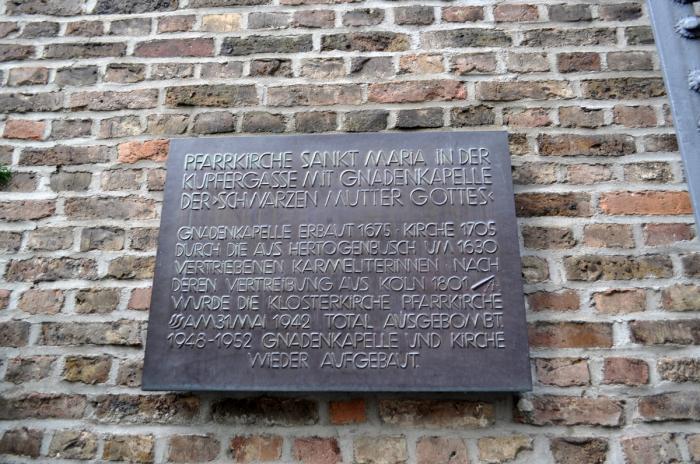 PFARRKIRCHE SANKT MARIA IN DER
KUPFERGASSE MIT GNADENKAPELLE
DER ›SCHWARZEN MUTTER GOTTES‹
GNADENKAPELLE ERBAUT 1675 · KIRCHE 1705
DURCH DIE AUS HERTOGENBUSCH UM 1630
VERTRIEBENEN KARMELITERINNEN · NACH
DEREN VERTREIBUNG AUS KÖLN 1801
WURDE DIE KLOSTERKIRCHE PFARRKIRCHE
AM 31 MAI 1942 TOTAL AUSGEBOMBT.
1948-1952 GNADENKAPELLE UND KIRCHE
WIEDER AUFGEBAUT.